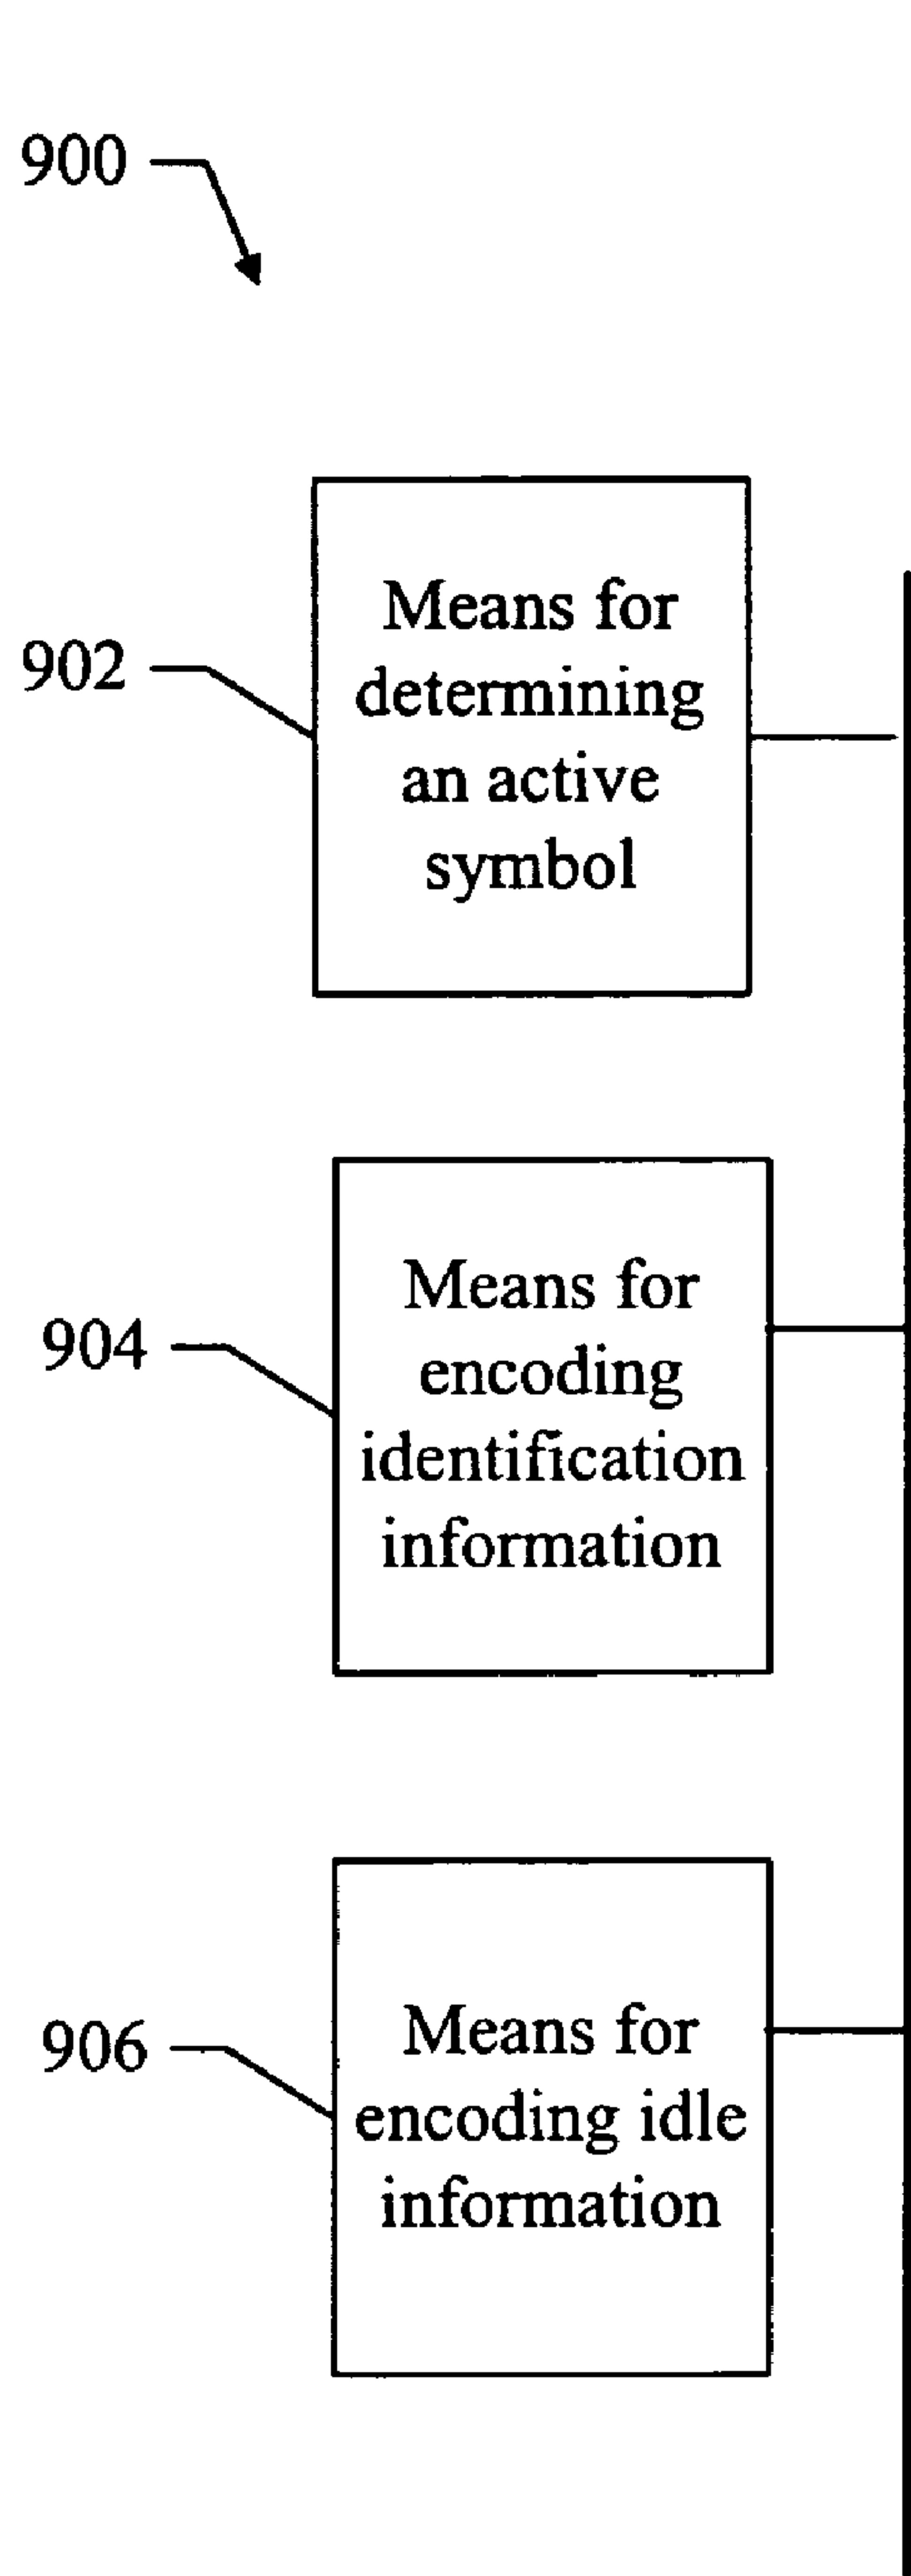 900
902
Means for
determining
an active
symbol
904
Means for
encoding
identification
information
906
Means for
encoding idle
information